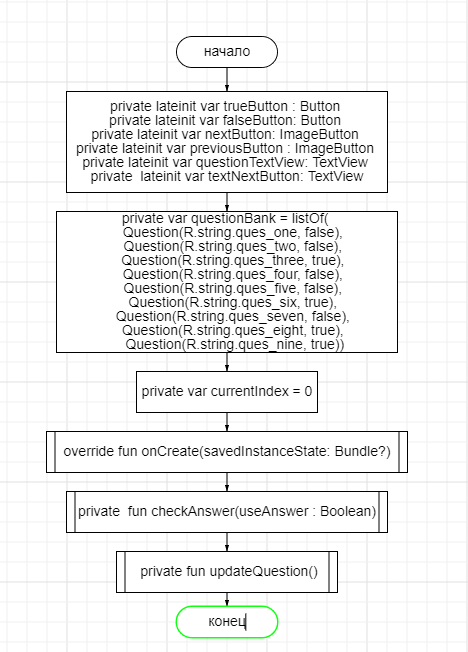 начало
private lateinit var trueButton : Button
private lateinit var falseButton: Button
private lateinit var nextButton: ImageButton
private lateinit var previousButton : ImageButton
private lateinit var questionTextView: TextView
private lateinit var textNextButton: TextView
private var questionBank = listOf(
Question(R.string.ques_one, false),
Question(R.string.ques_two, false),
Question(R.string.ques_three, true),
Question(R.string.ques_four, false),
Question(R.string.ques_five, false),
Question(R.string.ques_six, true),
Question(R.string.ques_seven, false),
Question(R.string.ques_eight, true),
Question(R.string.ques_nine, true))
private var currentIndex = 0
override fun onCreate(savedInstanceState: Bundle?)
private fun checkAnswer(useAnswer : Boolean)
private fun updateQuestion()
конец